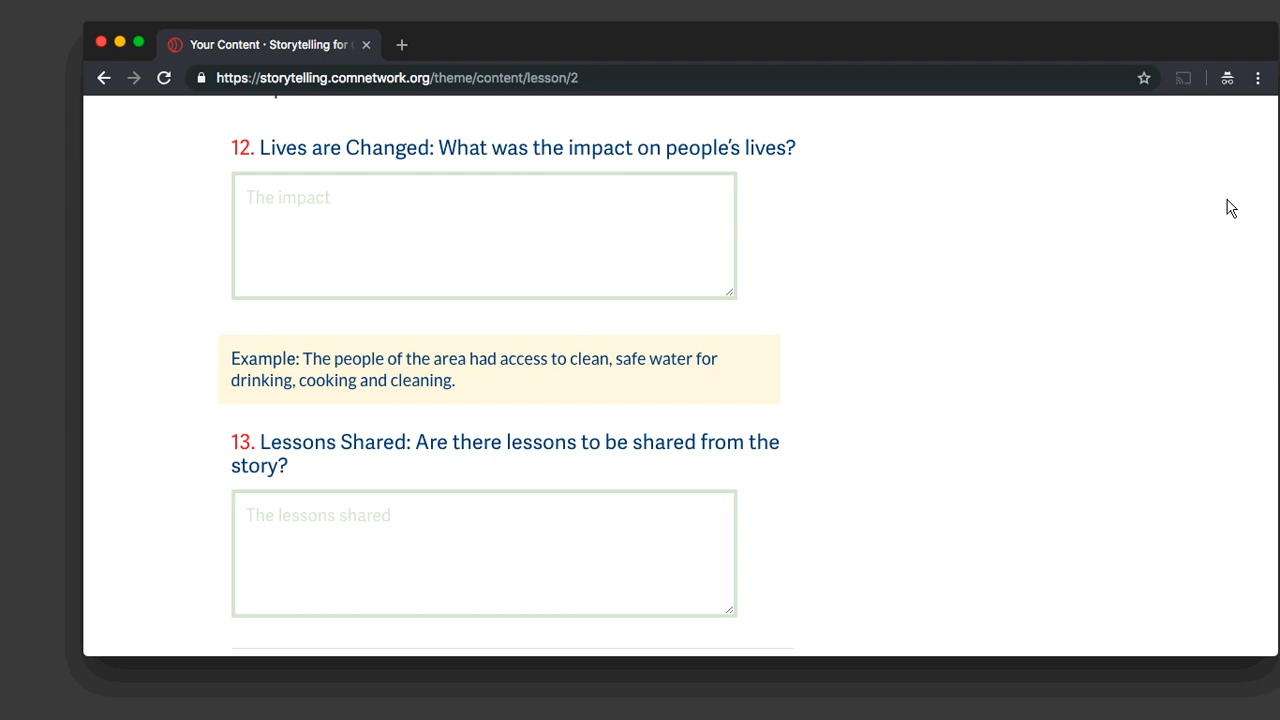 Your Content · Storytelling for
https://storytelling.comnetwork.org/theme/content/lesson/2
12. Lives are Changed: What was the impact on people's lives?
The impact
Example: The people of the area had access to clean, safe water for
drinking, cooking and cleaning.
13. Lessons Shared: Are there lessons to be shared from the
story?
The lessons shared